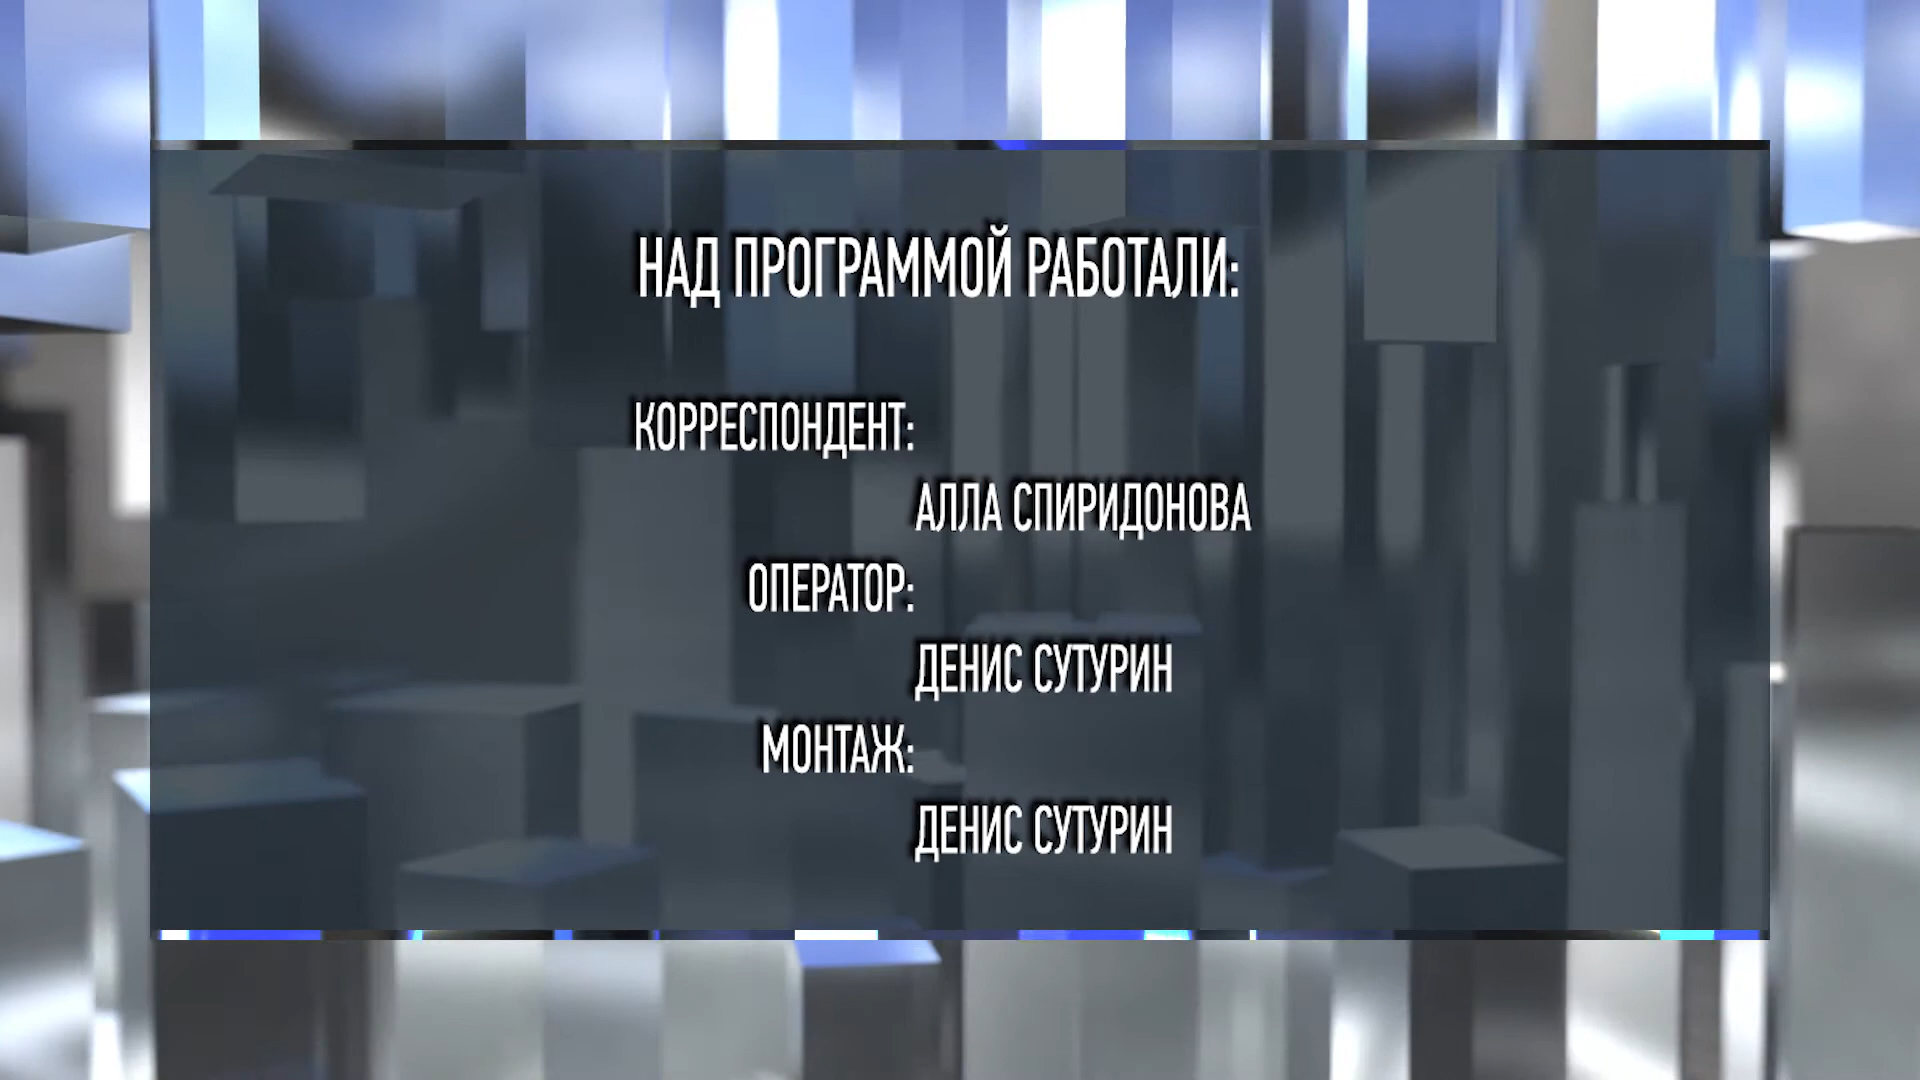 НАД ПРОГРАММОЙ РАБОТАЛИ:
КОРРЕСПОНДЕНТ:
АЛЛА СПИРИДОНОВА
ОПЕРАТОР:
ДЕНИС СУТУРИН
МОНТАЖ:
ДЕНИС СУТУРИН